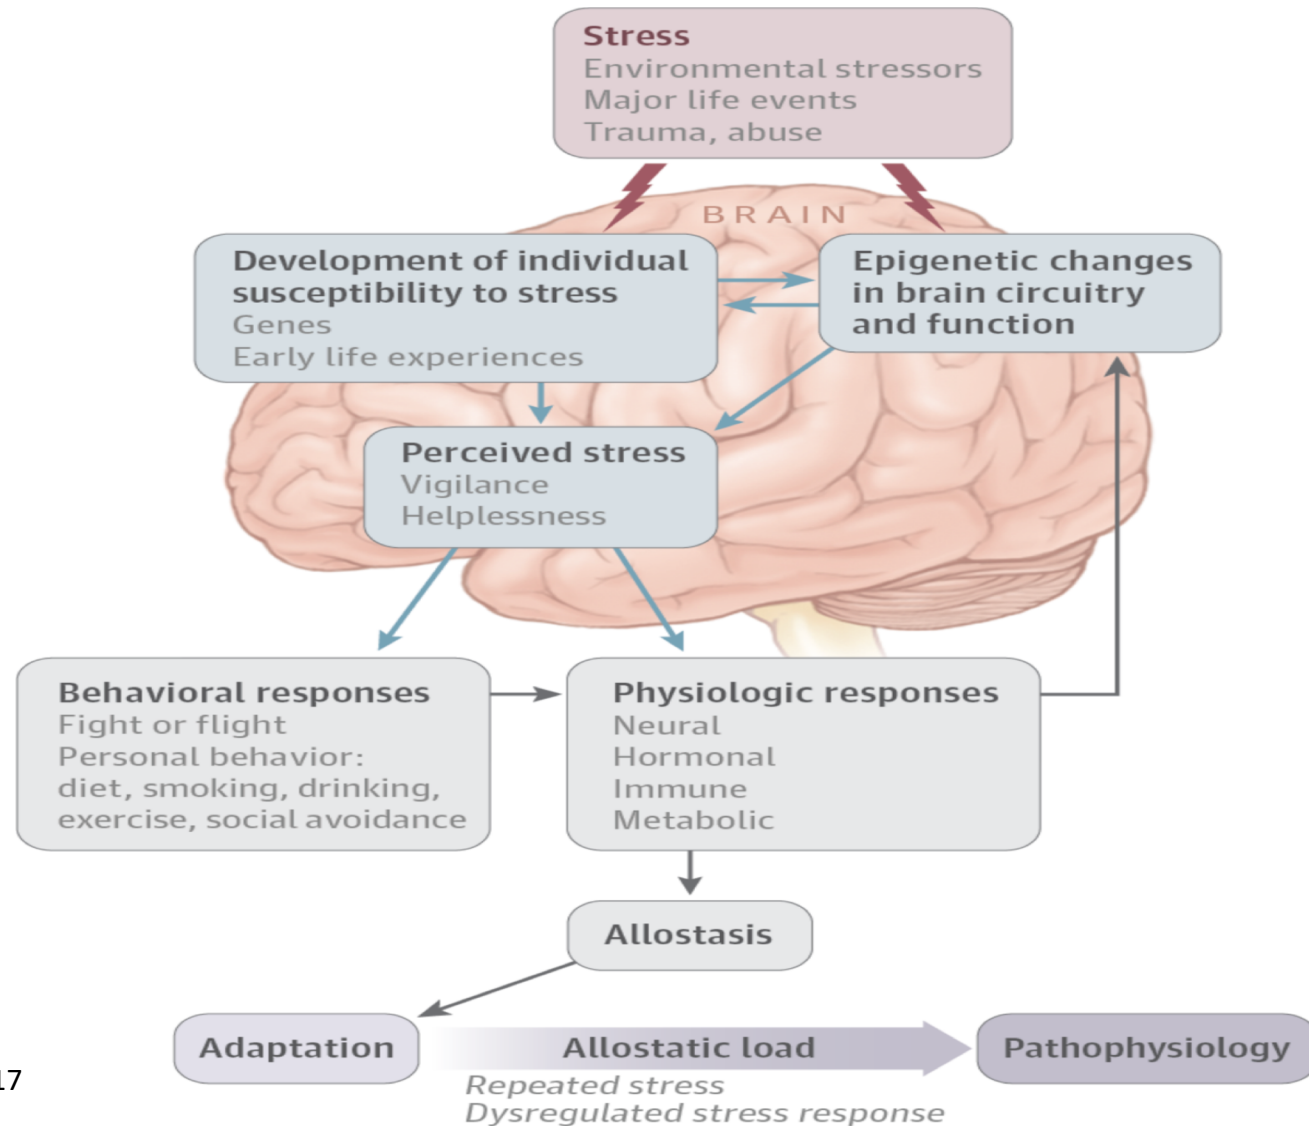 Stress
Environmental stressors
Major life events
Trauma, abuse
BRAIN
Development of individual
susceptibility to stress
Genes
Early life experiences
Epigenetic changes
in brain circuitry
and function
Perceived stress
Vigilance
Helplessness
Behavioral responses
Fight or flight
Personal behavior:
diet, smoking, drinking,
exercise, social avoidance
Physiologic responses
Neural
Hormonal
Immune
Metabolic
Allostasis
Adaptation
Allostatic load
Pathophysiology
Repeated stress
Dysregulated stress response
17